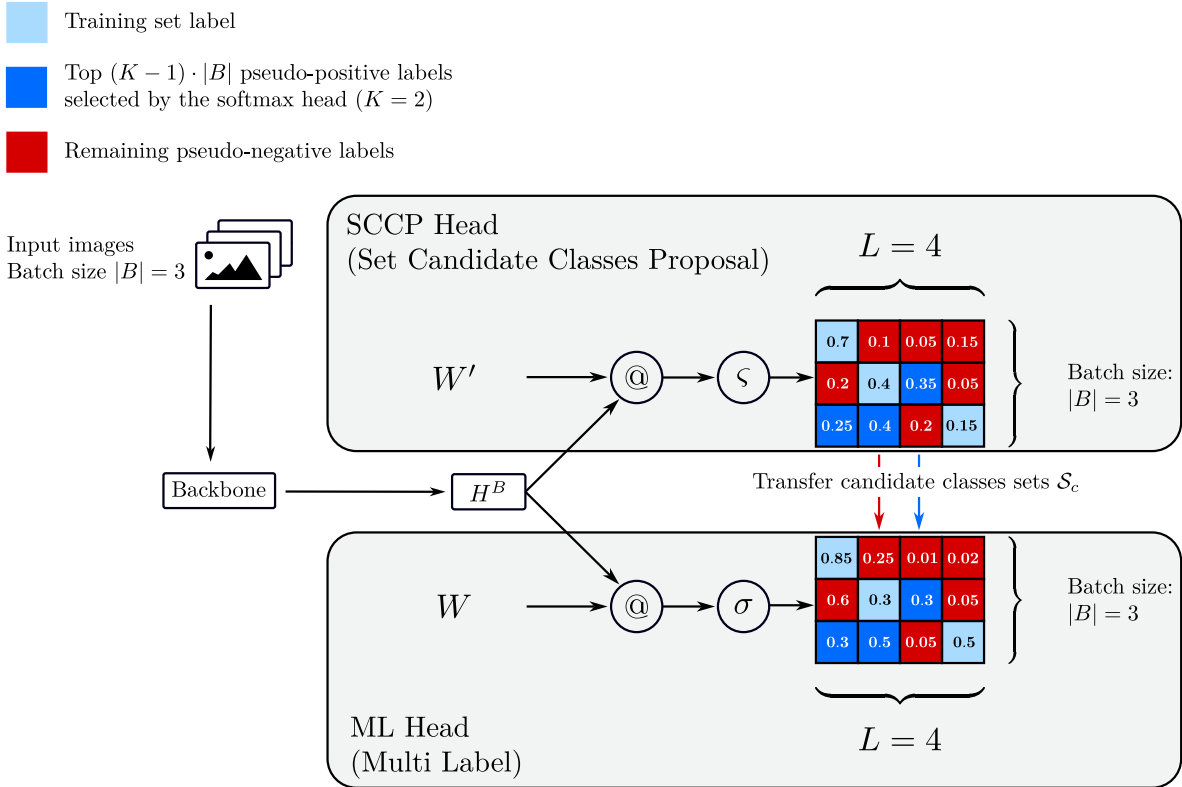 Training set label
Top (K − 1) · |B| pseudo-positive labels
selected by the softmax head (K = 2)
Remaining pseudo-negative labels
Input images
Batch size |B| = 3
SCCP Head
(Set Candidate Classes Proposal)
L = 4
W′
@
ς
0.7 0.1 0.05 0.15
0.2 0.4 0.35 0.05
0.25 0.4 0.2 0.15
Batch size:
|B| = 3
Backbone
H^B
Transfer candidate classes sets 𝒮_c
W
@
σ
0.85 0.25 0.01 0.02
0.6 0.3 0.3 0.05
0.3 0.5 0.05 0.5
Batch size:
|B| = 3
L = 4
ML Head
(Multi Label)